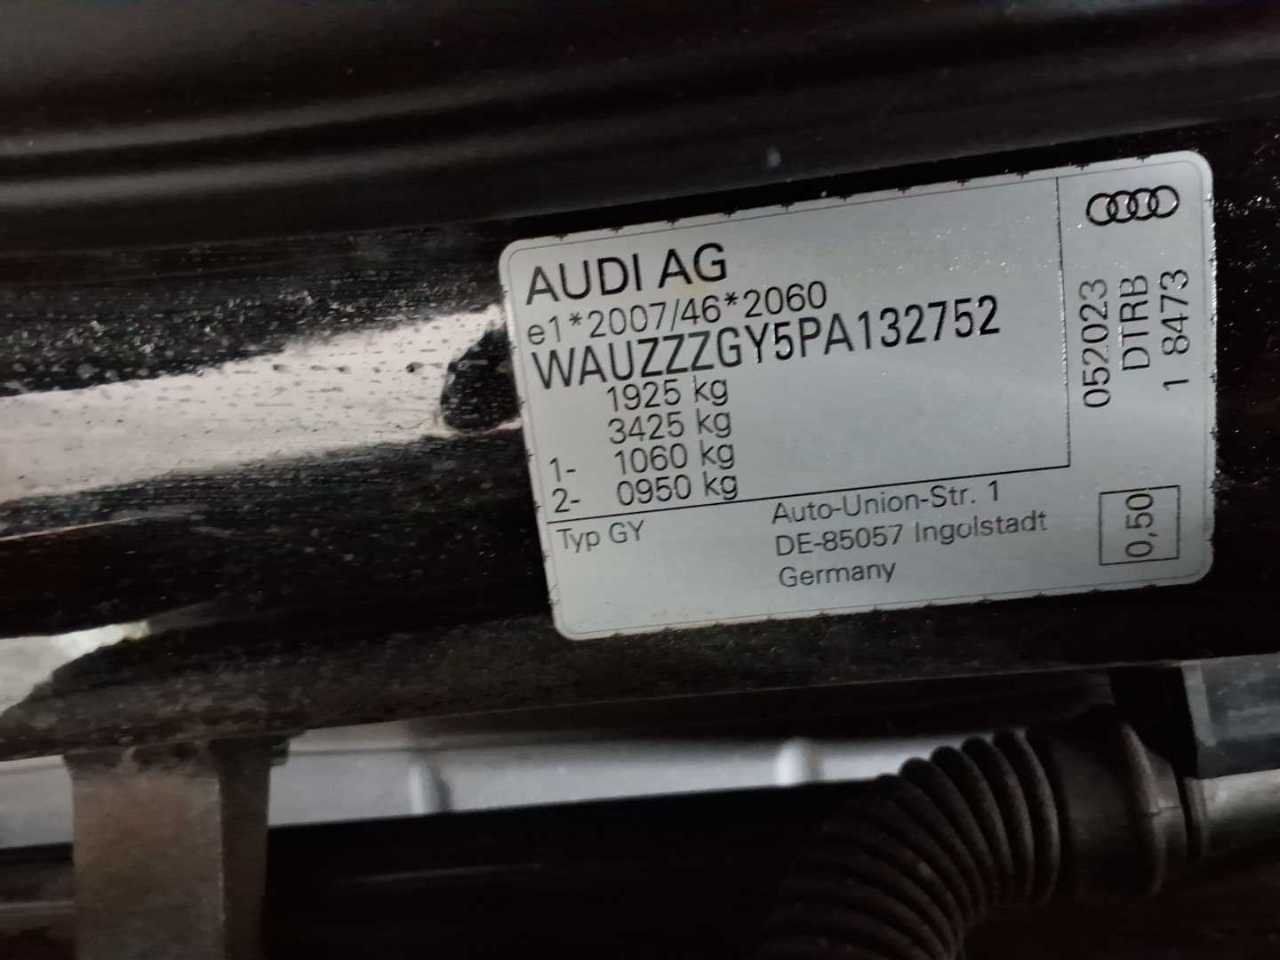 AUDI AG
e1*2007/46*2060
WAUZZZGY5PA132752
1925 kg
3425 kg
1- 1060 kg
2- 0950 kg
Typ GY
Auto-Union-Str. 1
DE-85057 Ingolstadt
Germany
052023
DTRB
1 8473
0,50